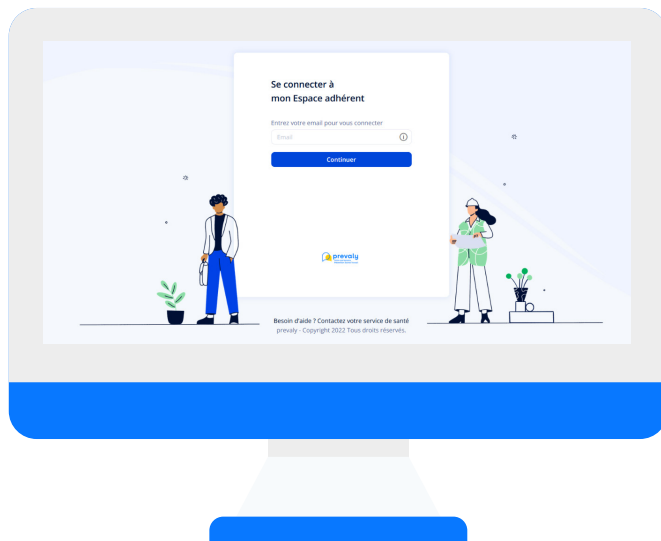 Se connecter à
mon Espace adhérent
Entrez votre email pour vous connecter
Email
Continuer
prevaly
Besoin d'aide ? Contactez votre service de santé
prevaly - Copyright 2022 Tous droits réservés.